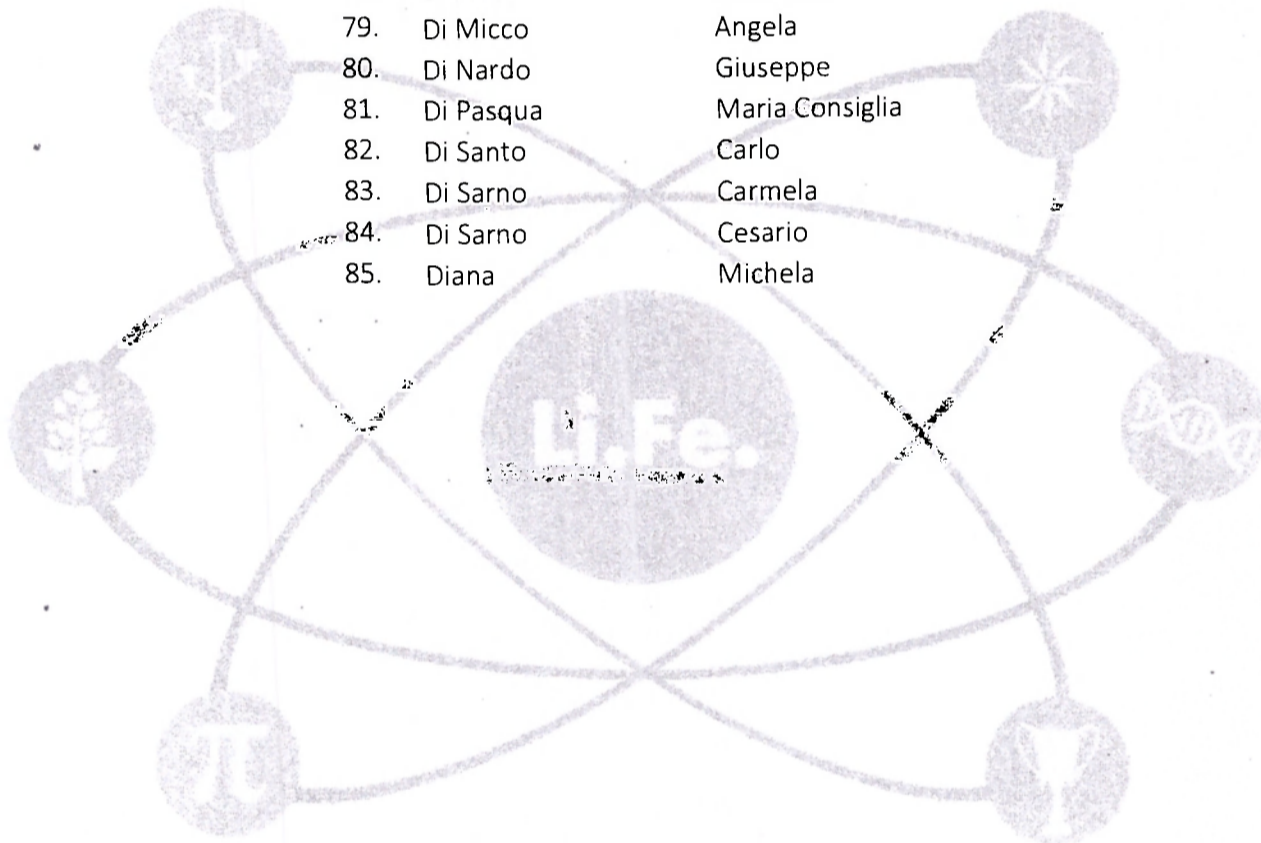 79. Di Micco Angela
80. Di Nardo Giuseppe
81. Di Pasqua Maria Consiglia
82. Di Santo Carlo
83. Di Sarno Carmela
84. Di Sarno Cesario
85. Diana Michela
Li.Fe.
π